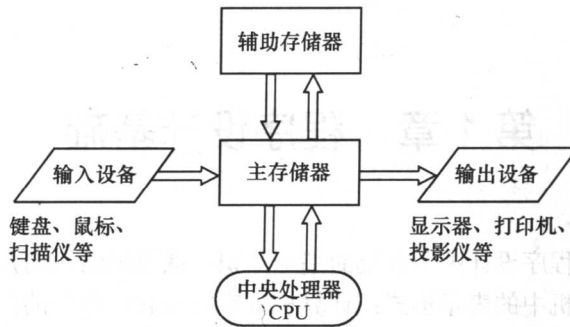 辅助存储器
输入设备
主存储器
输出设备
键盘、鼠标、
扫描仪等
显示器、打印机、
投影仪等
中央处理器
CPU